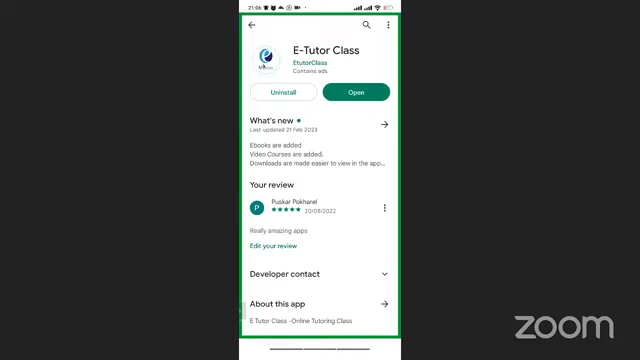 21:06
E-Tutor Class
EtutorClass
Contains ads
Uninstall
Open
What's new
Last updated 21 Feb 2023
Ebooks are added
Video Courses are added.
Downloads are made easier to view in the app...
Your review
P
Puskar Pokharel
20/08/2022
Really amazing apps
Edit your review
Developer contact
About this app
E Tutor Class -Online Tutoring Class
zoom